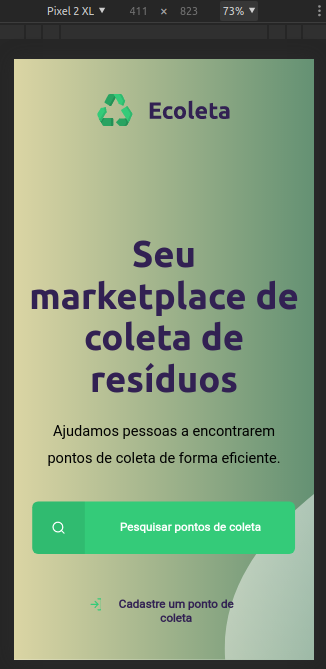 Pixel 2 XL ▼ 411 × 823 73% ▼
Ecoleta
Seu
marketplace de
coleta de
resíduos
Ajudamos pessoas a encontrarem
pontos de coleta de forma eficiente.
Pesquisar pontos de coleta
Cadastre um ponto de
coleta